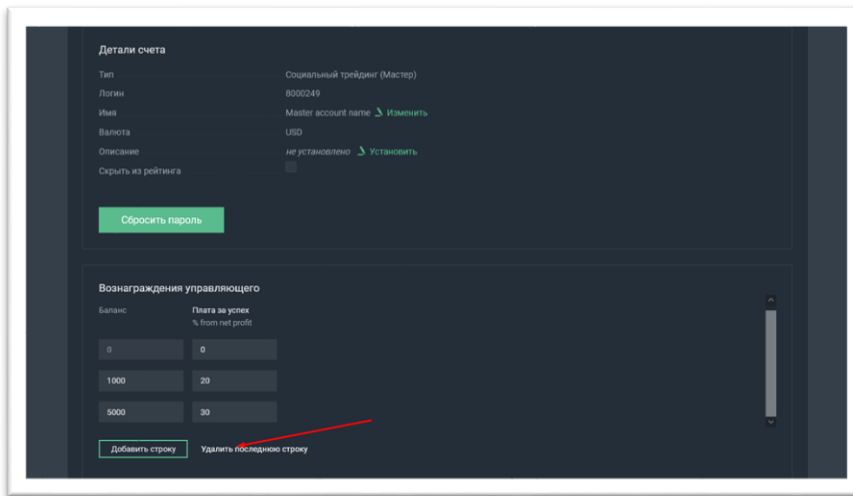 Детали счета
Тип Социальный трейдинг (Мастер)
Логин 8000249
Имя Master account name Изменить
Валюта USD
Описание не установлено Установить
Скрыть из рейтинга
Сбросить пароль
Вознаграждения управляющего
Баланс Плата за успех
% from net profit
0 0
1000 20
5000 30
Добавить строку Удалить последнюю строку